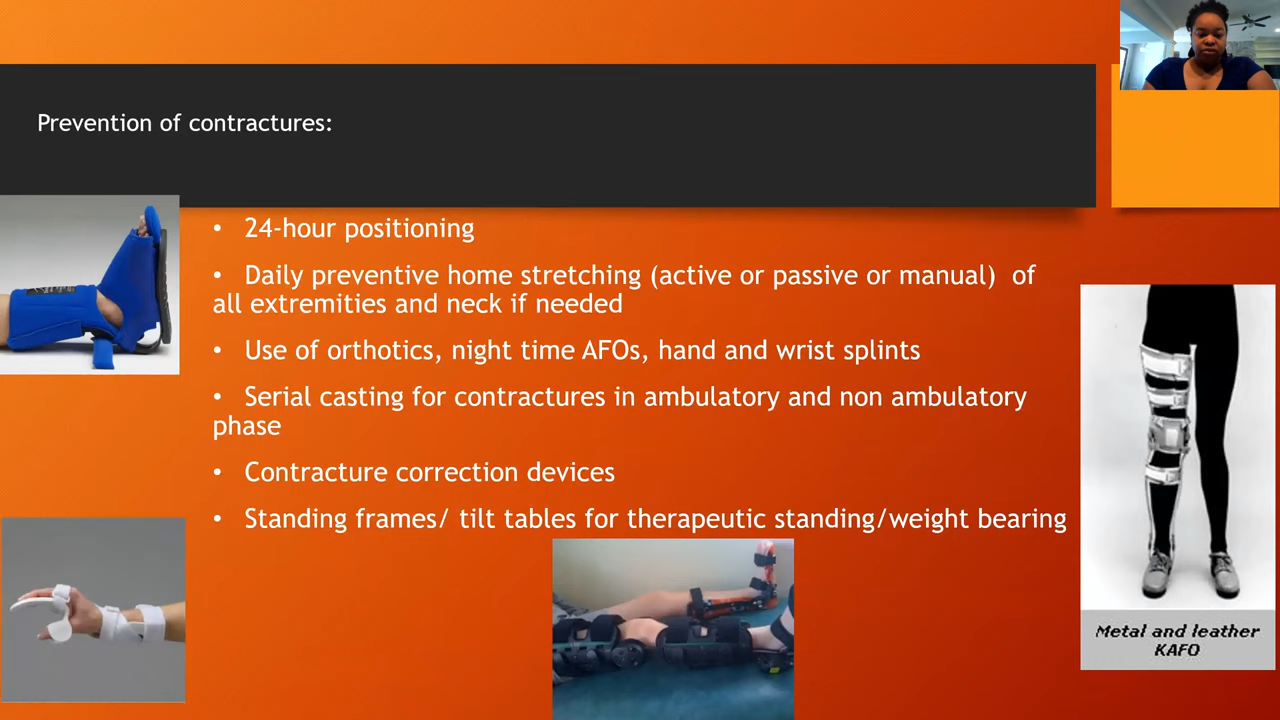 Prevention of contractures:
• 24-hour positioning
• Daily preventive home stretching (active or passive or manual)  of
all extremities and neck if needed
• Use of orthotics, night time AFOs, hand and wrist splints
• Serial casting for contractures in ambulatory and non ambulatory
phase
• Contracture correction devices
• Standing frames/ tilt tables for therapeutic standing/weight bearing
Metal and leather
KAFO